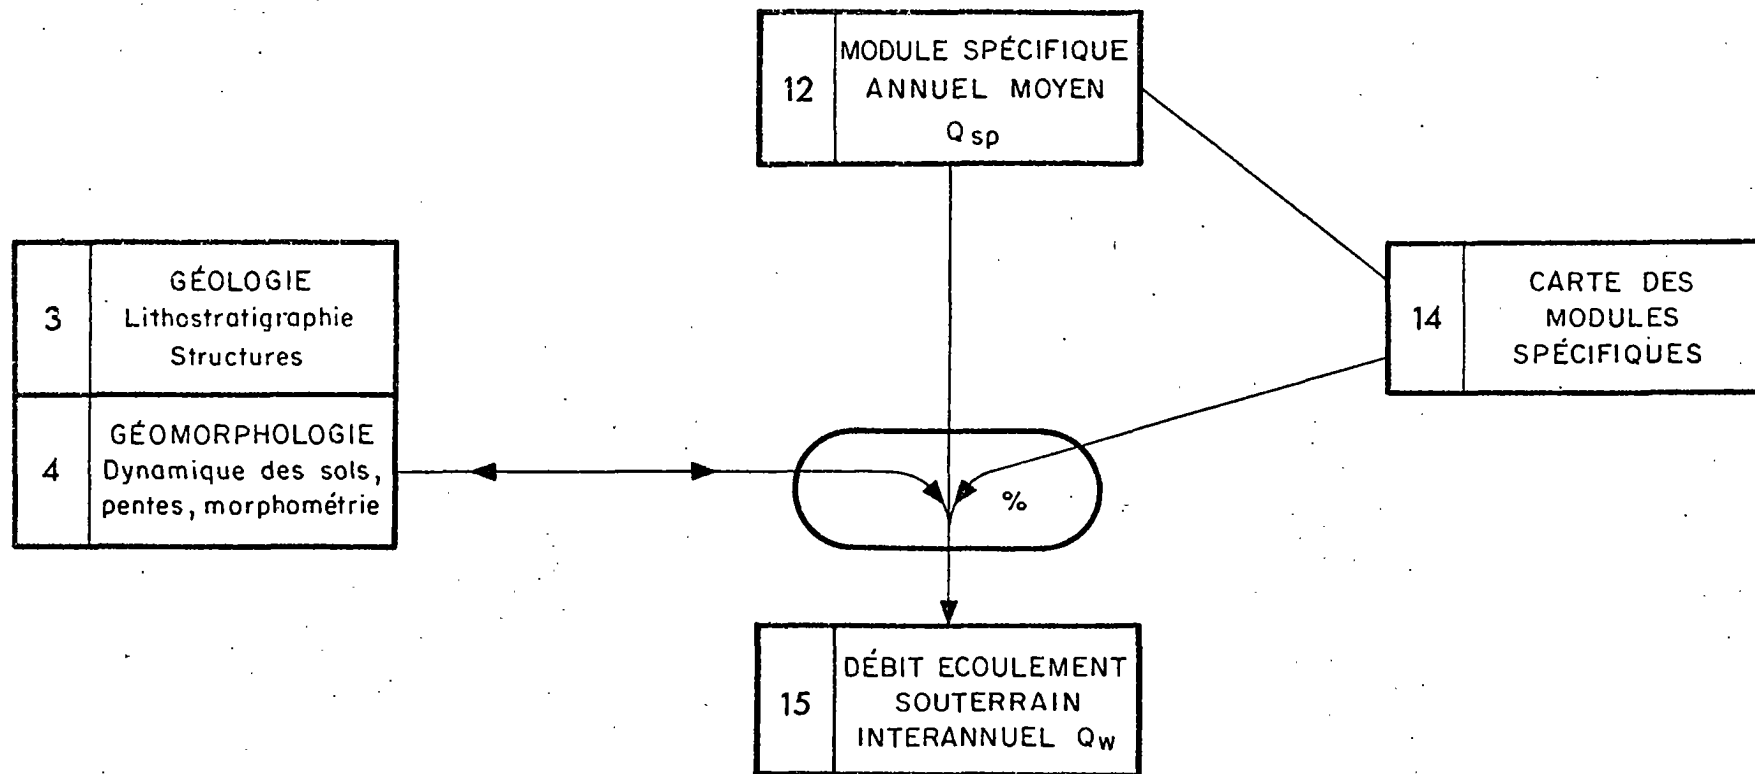 12
MODULE SPÉCIFIQUE
ANNUEL MOYEN
Qsp
3
GÉOLOGIE
Lithostratigraphie
Structures
4
GÉOMORPHOLOGIE
Dynamique des sols,
pentes, morphométrie
14
CARTE DES
MODULES
SPÉCIFIQUES
%
15
DÉBIT ECOULEMENT
SOUTERRAIN
INTERANNUEL Qw